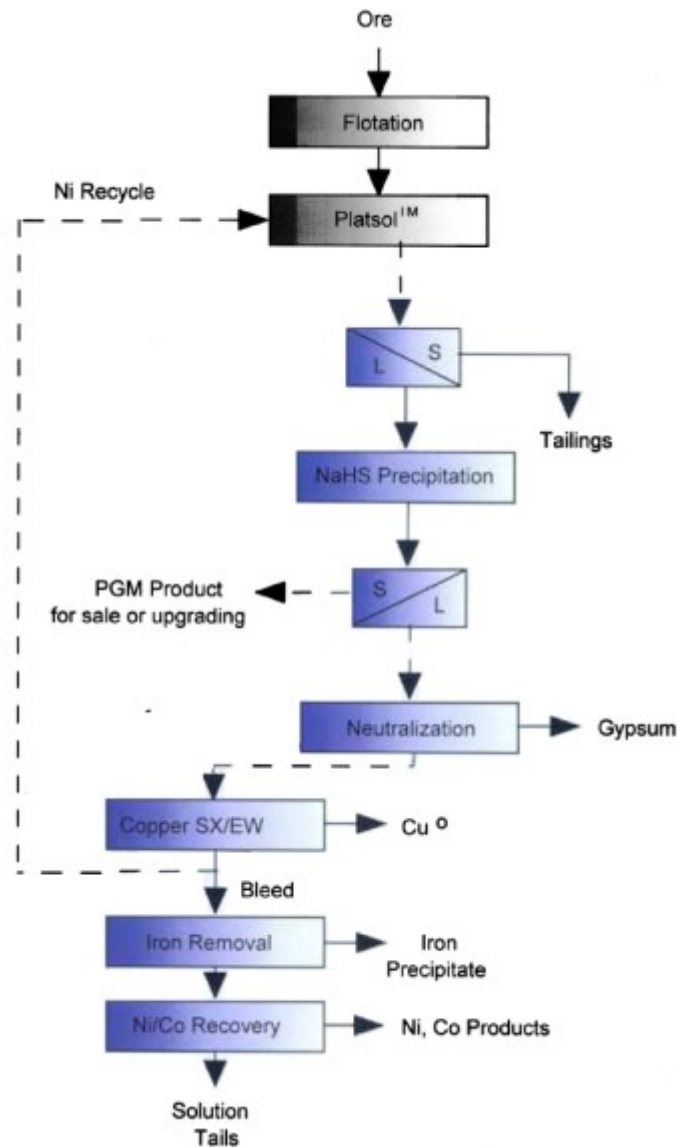 Ore
Flotation
Ni Recycle
Platsol™
L
S
Tailings
NaHS Precipitation
PGM Product
for sale or upgrading
S
L
Neutralization
Gypsum
Copper SX/EW
Cu º
Bleed
Iron Removal
Iron
Precipitate
Ni/Co Recovery
Ni, Co Products
Solution
Tails